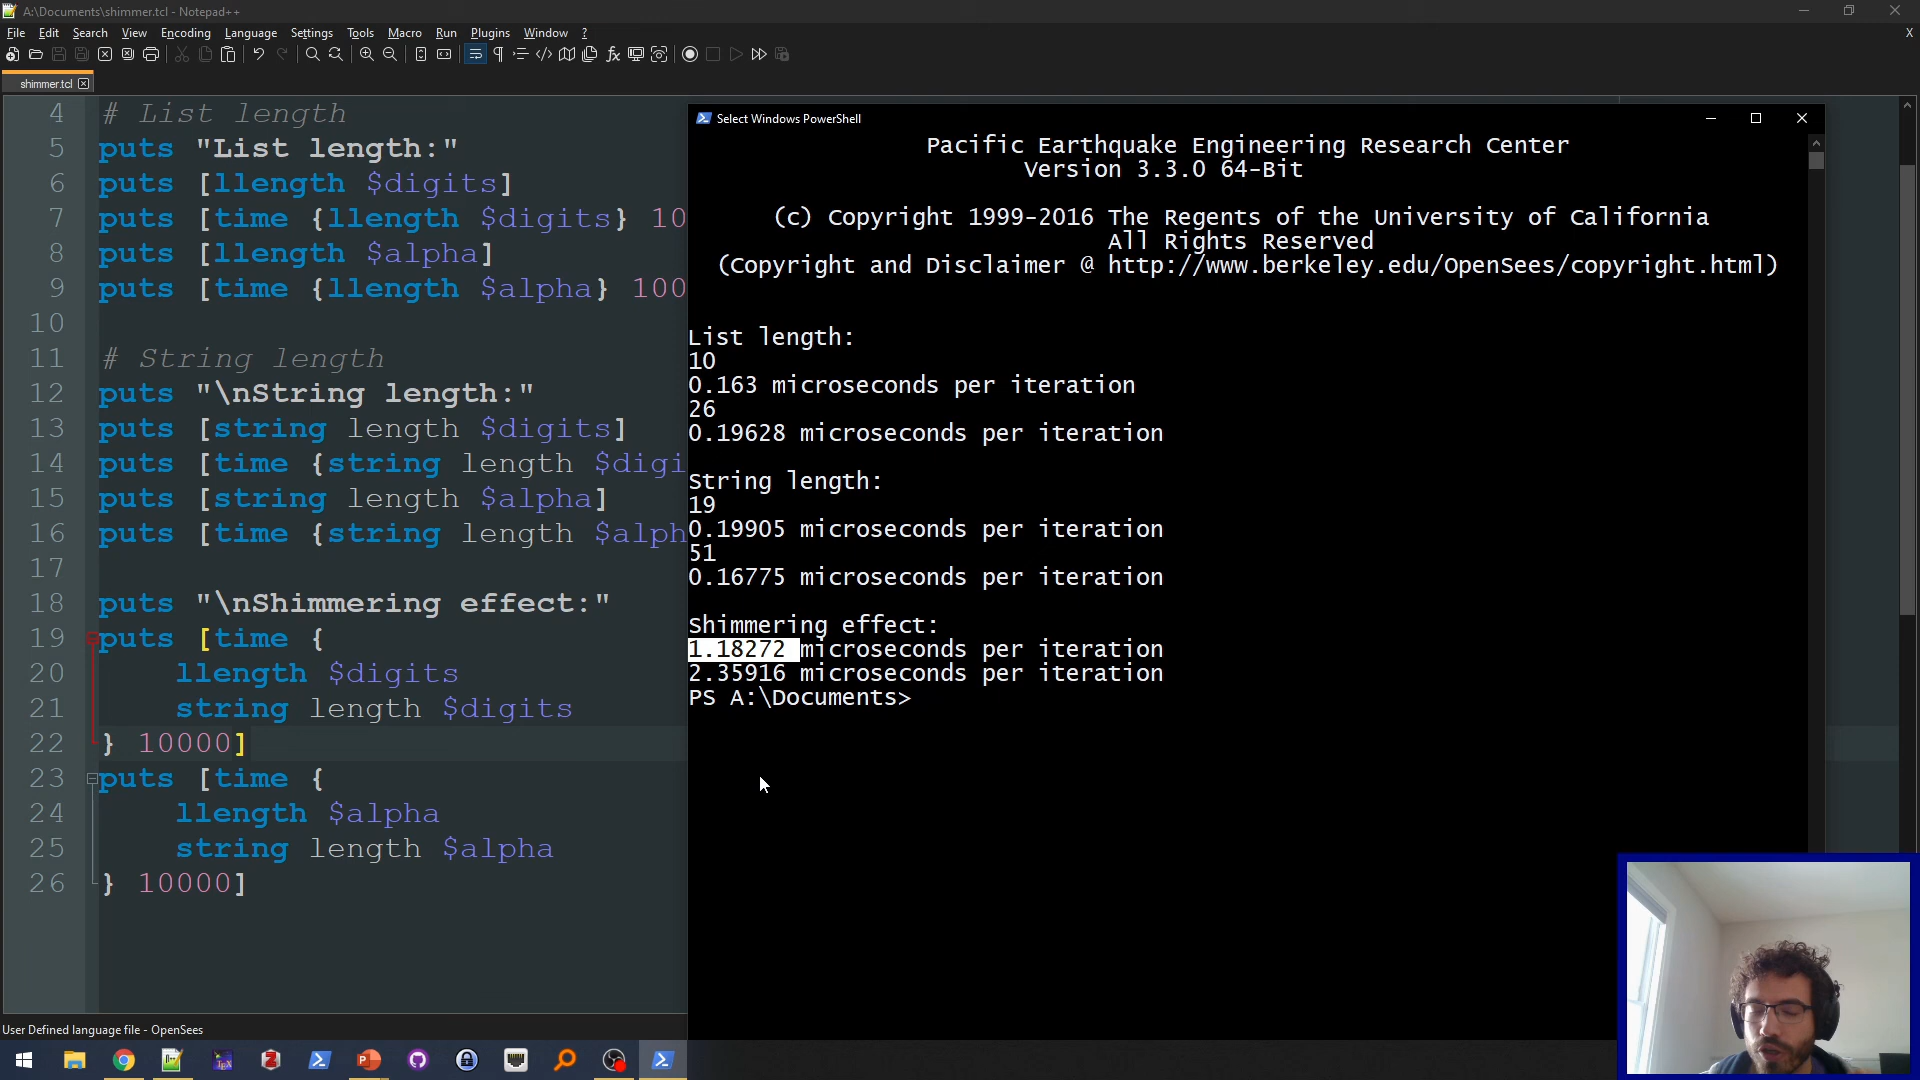 A:\Documents\shimmer.tcl - Notepad++
File Edit Search View Encoding Language Settings Tools Macro Run Plugins Window ? X
shimmer.tcl
4 # List length
5 puts "List length:"
6 puts [llength $digits]
7 puts [time {llength $digits} 10
8 puts [llength $alpha]
9 puts [time {llength $alpha} 100
10
11 # String length
12 puts "\nString length:"
13 puts [string length $digits]
14 puts [time {string length $digi
15 puts [string length $alpha]
16 puts [time {string length $alph
17
18 puts "\nShimmering effect:"
19 puts [time {
20 llength $digits
21 string length $digits
22 } 10000]
23 puts [time {
24 llength $alpha
25 string length $alpha
26 } 10000]
User Defined language file - OpenSees
Select Windows PowerShell
Pacific Earthquake Engineering Research Center
Version 3.3.0 64-Bit
(c) Copyright 1999-2016 The Regents of the University of California
All Rights Reserved
(Copyright and Disclaimer @ http://www.berkeley.edu/OpenSees/copyright.html)
List length:
10
0.163 microseconds per iteration
26
0.19628 microseconds per iteration
String length:
19
0.19905 microseconds per iteration
51
0.16775 microseconds per iteration
Shimmering effect:
1.18272 microseconds per iteration
2.35916 microseconds per iteration
PS A:\Documents>